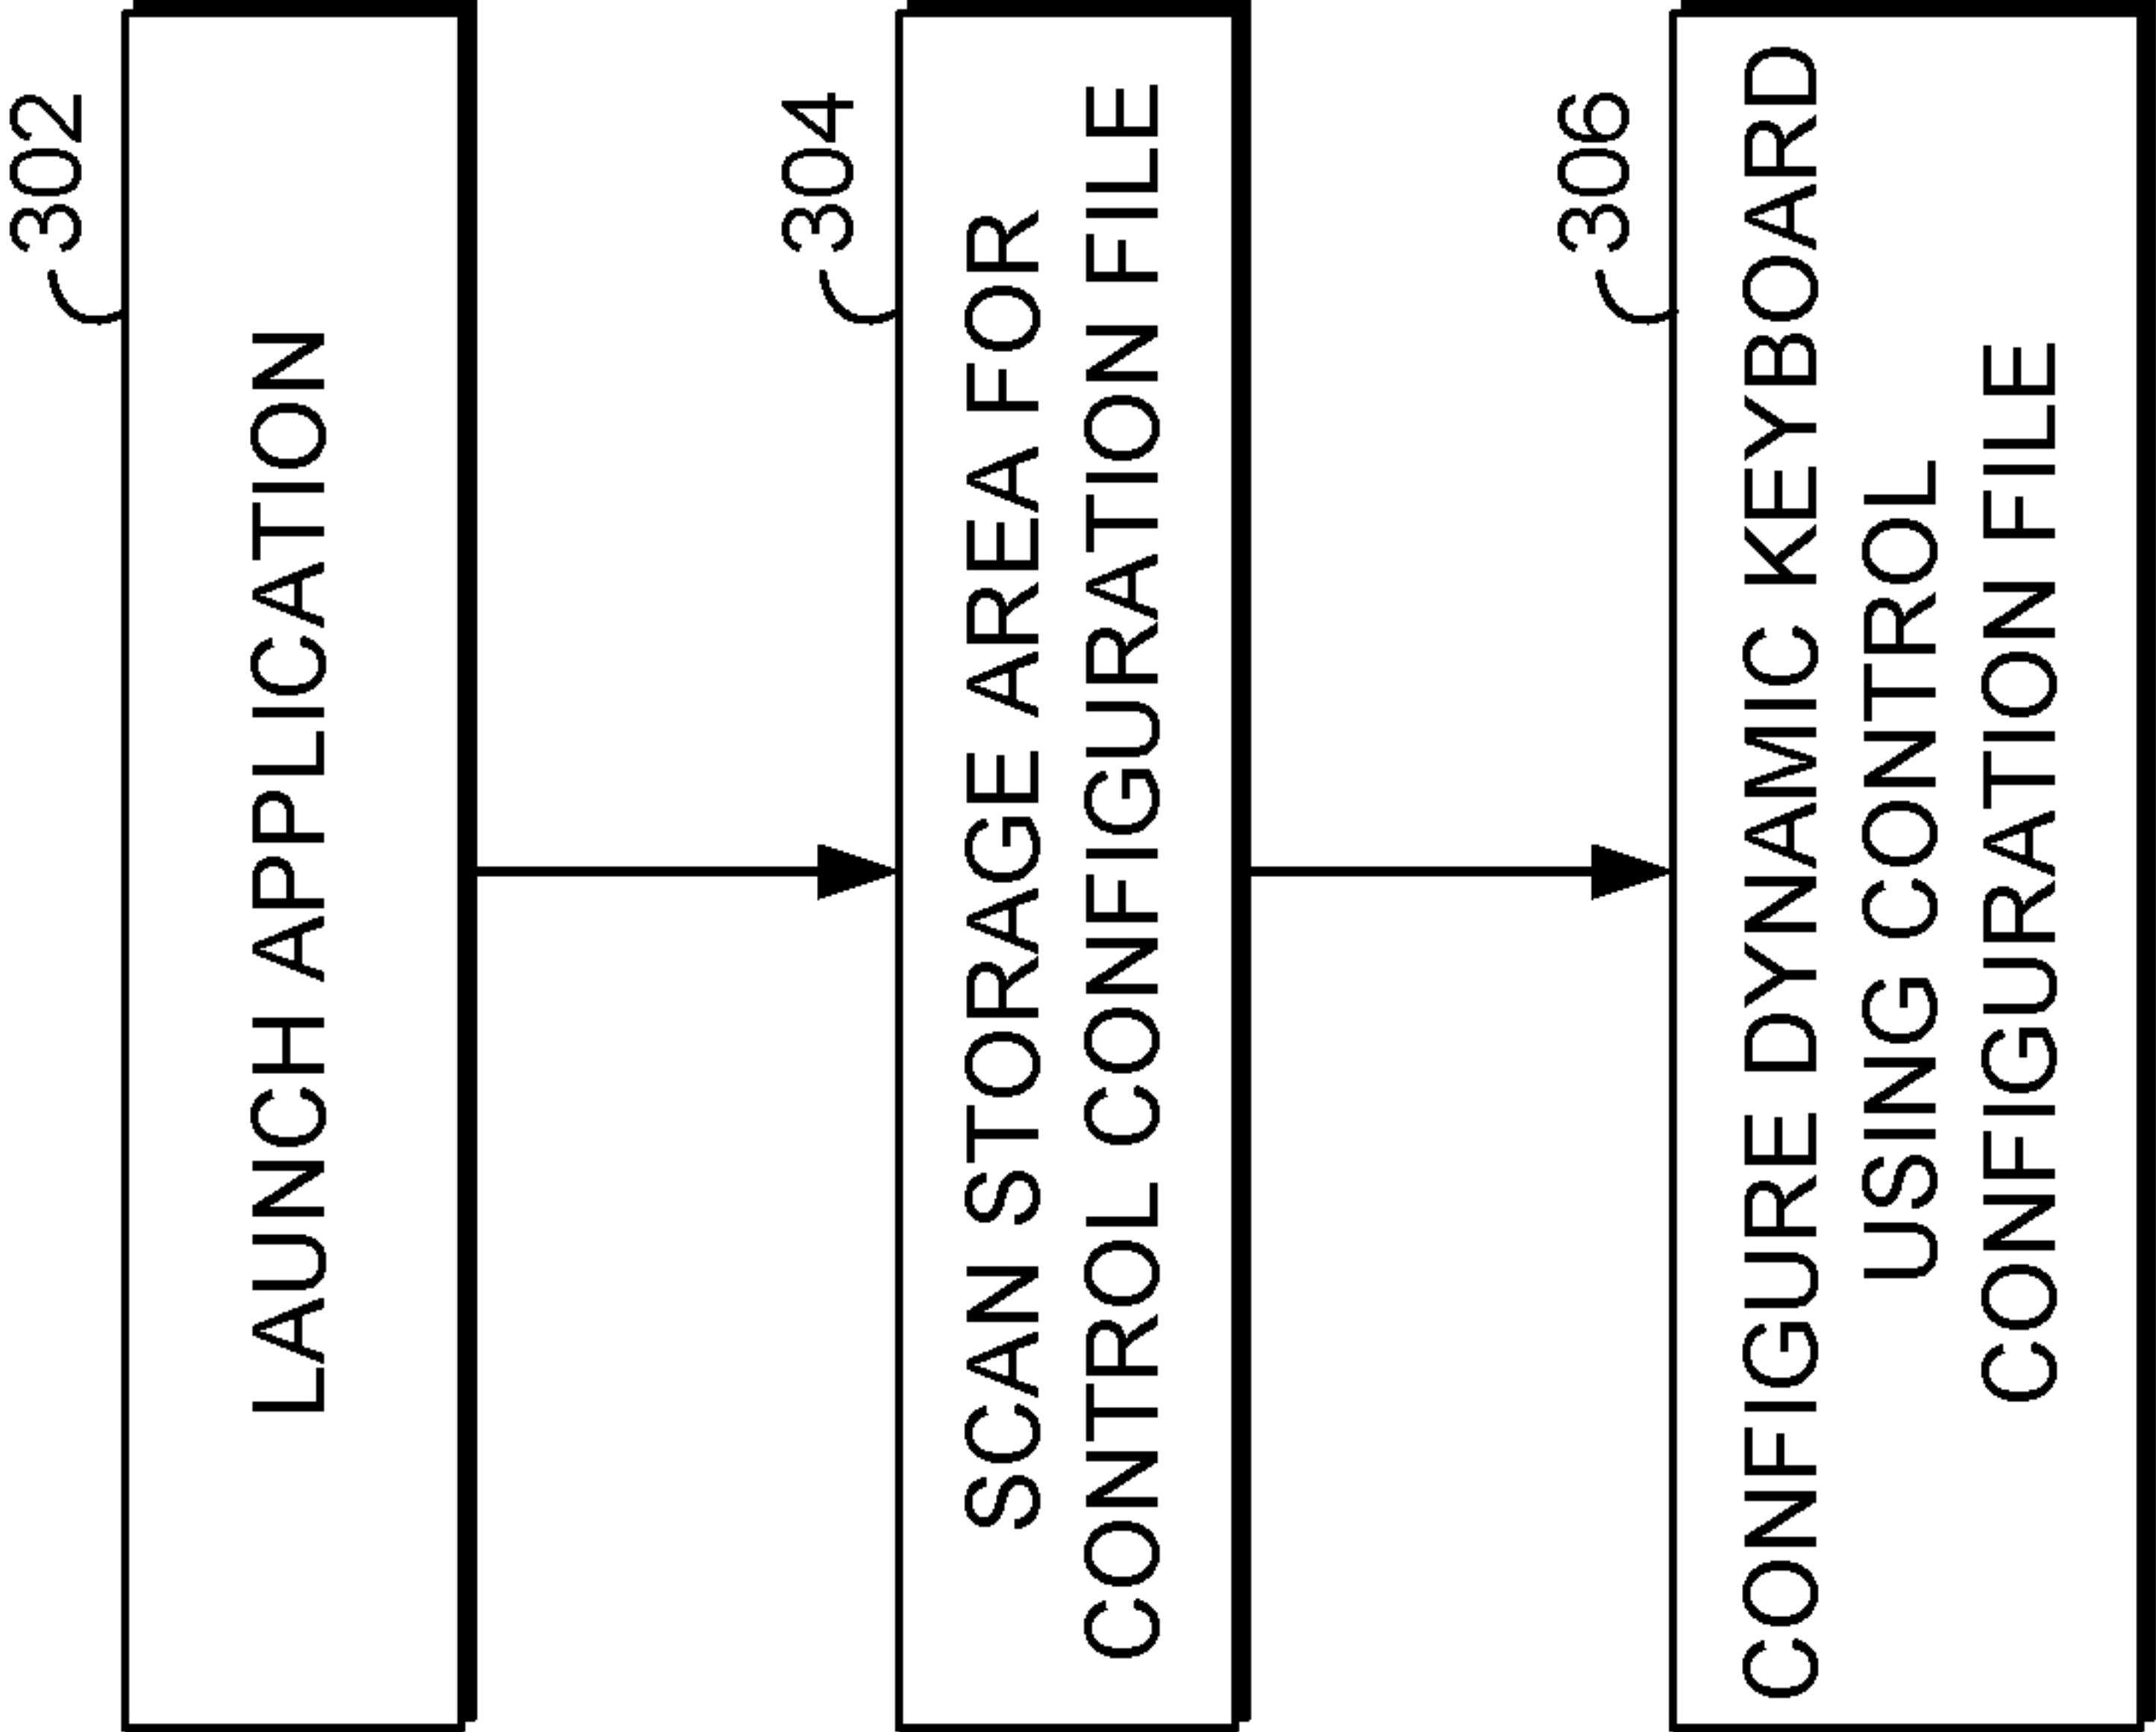 302
LAUNCH APPLICATION
304
SCAN STORAGE AREA FOR
CONTROL CONFIGURATION FILE
306
CONFIGURE DYNAMIC KEYBOARD
USING CONTROL
CONFIGURATION FILE